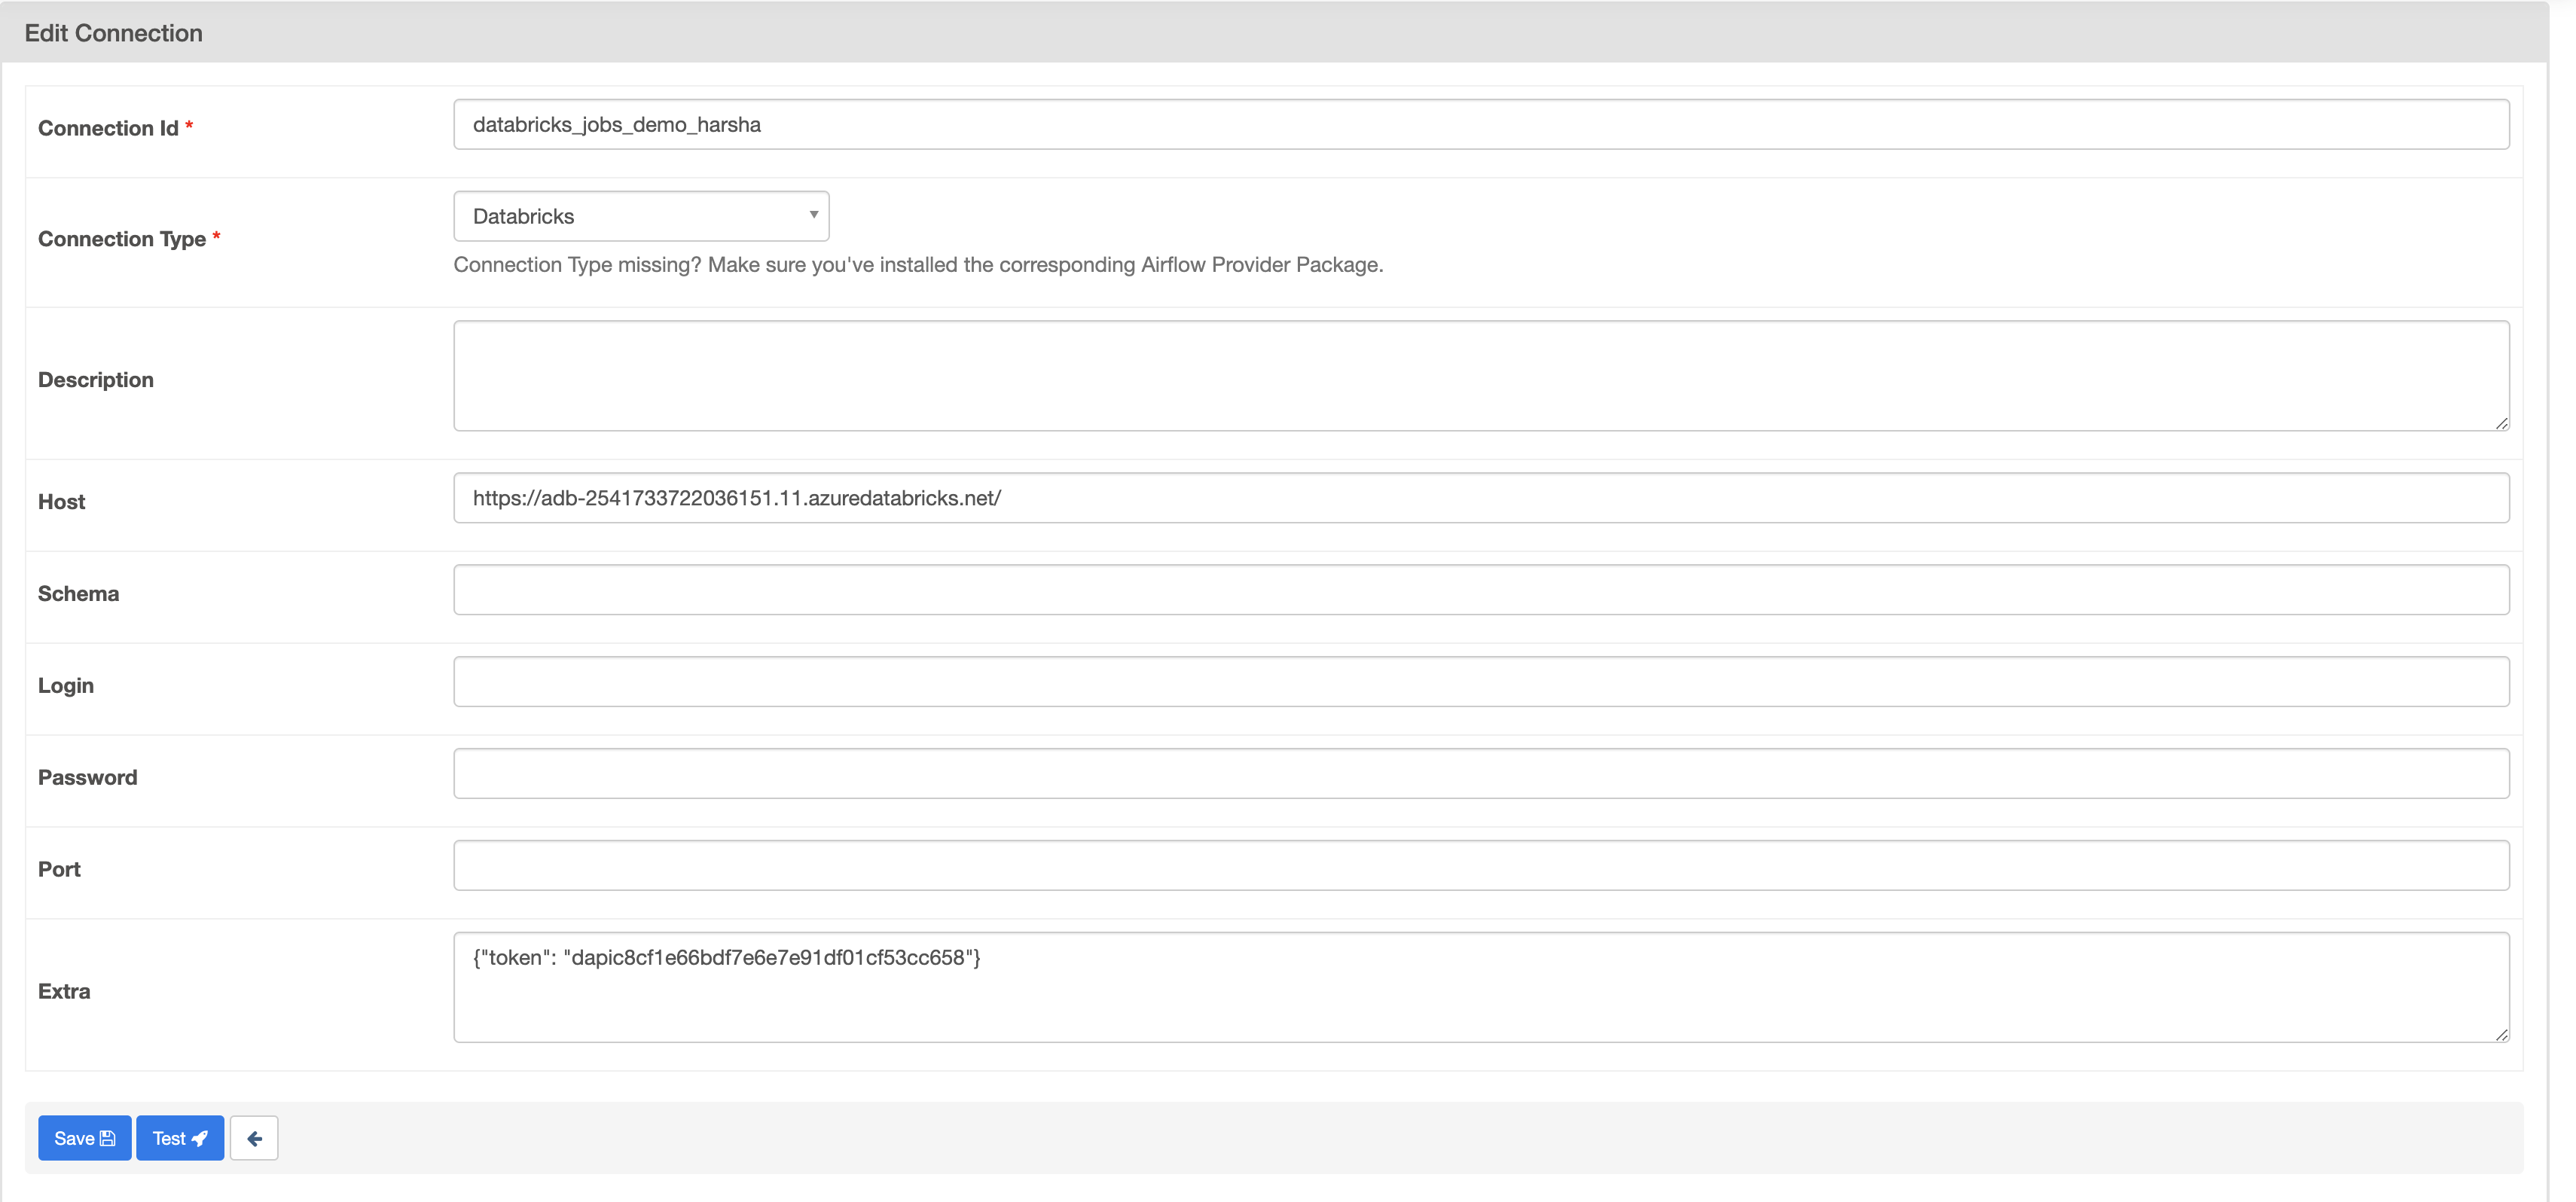 Edit Connection
Connection Id *
databricks_jobs_demo_harsha
Connection Type *
Databricks
Connection Type missing? Make sure you've installed the corresponding Airflow Provider Package.
Description
Host
https://adb-2541733722036151.11.azuredatabricks.net/
Schema
Login
Password
Port
Extra
{"token": "dapic8cf1e66bdf7e6e7e91df01cf53cc658"}
Save
Test